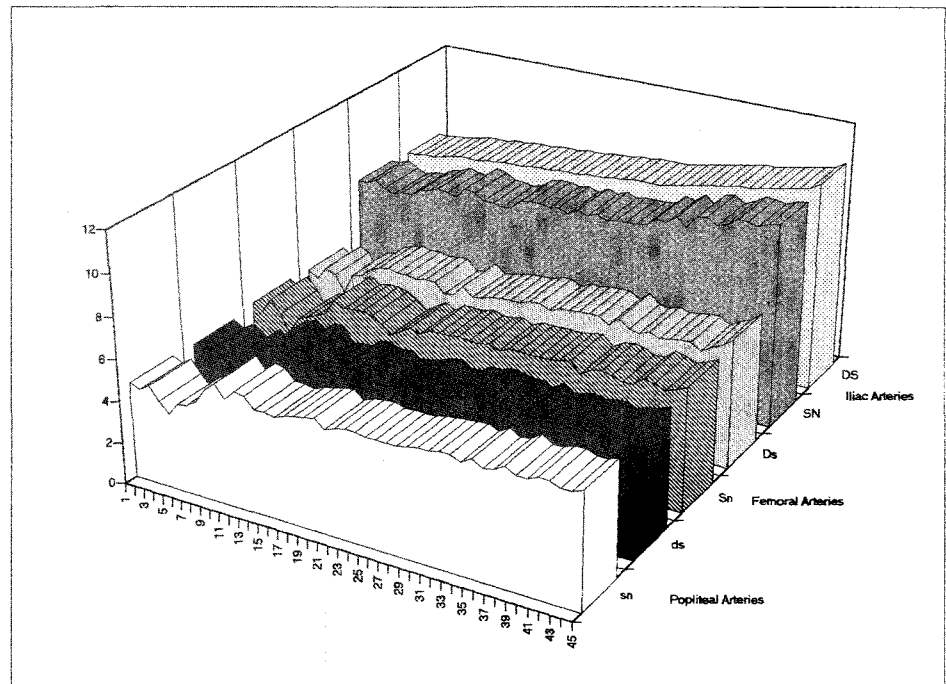 12
10
8
6
4
2
0
1 3 5 7 9 11 13 15 17 19 21 23 25 27 29 31 33 35 37 39 41 43 45
DS
Iliac Arteries
SN
Ds
Sn Femoral Arteries
ds
sn Popliteal Arteries